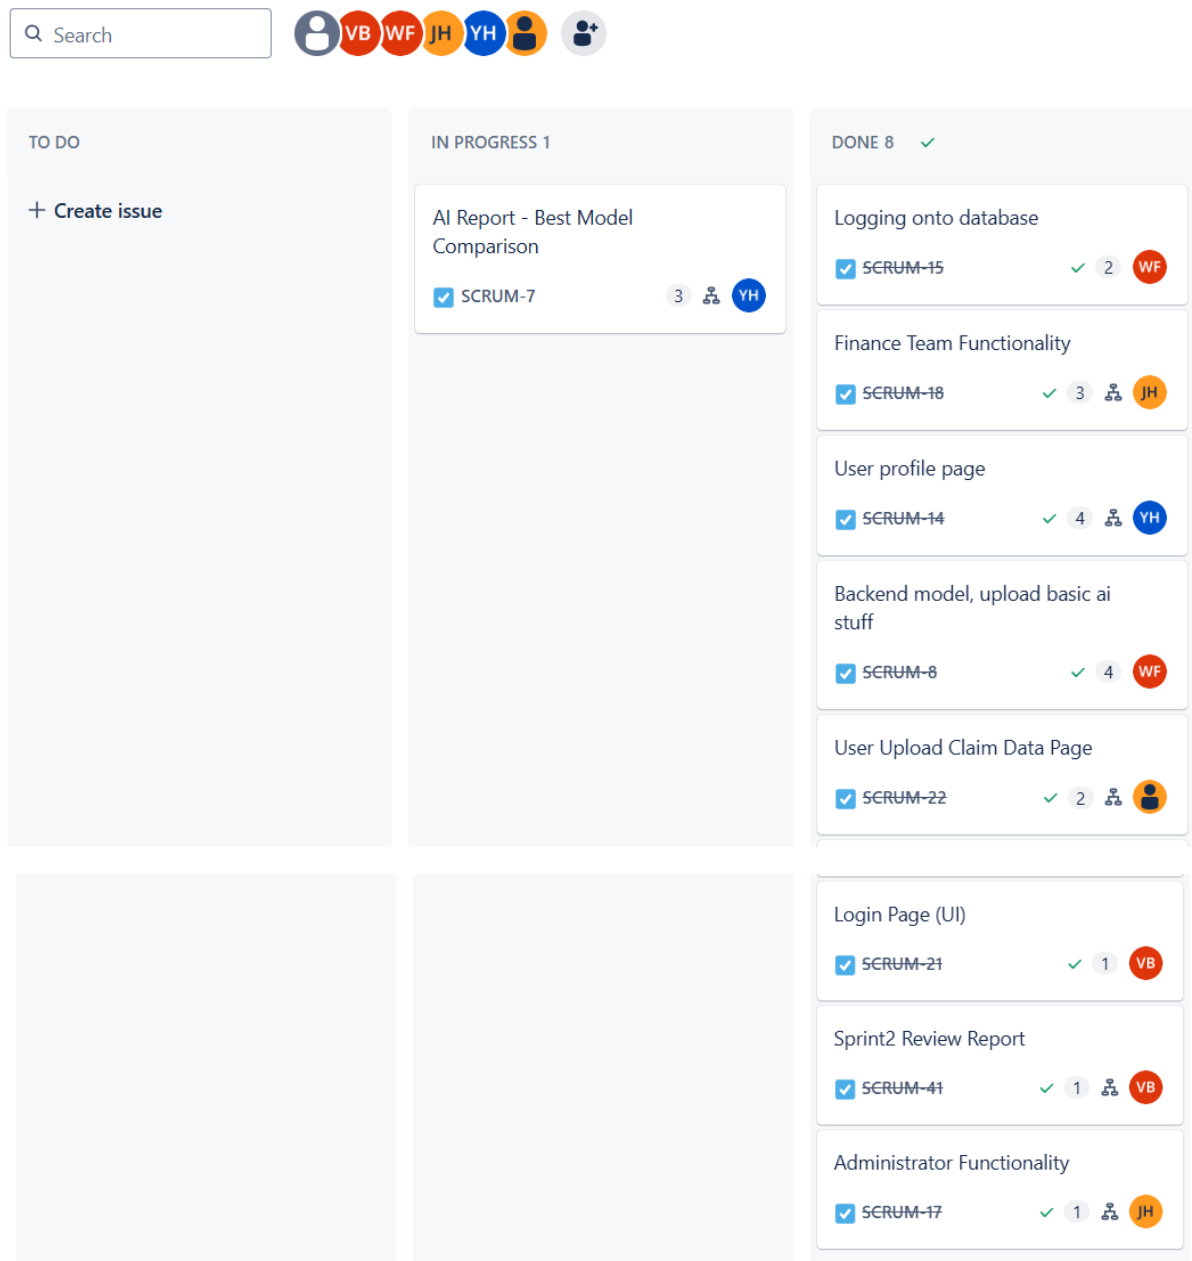 Search
VB WF JH YH
TO DO
+ Create issue
IN PROGRESS 1
AI Report - Best Model
Comparison
SCRUM-7 3 YH
DONE 8
Logging onto database
SCRUM-15 2 WF
Finance Team Functionality
SCRUM-18 3 JH
User profile page
SCRUM-14 4 YH
Backend model, upload basic ai
stuff
SCRUM-8 4 WF
User Upload Claim Data Page
SCRUM-22 2
Login Page (UI)
SCRUM-21 1 VB
Sprint2 Review Report
SCRUM-41 1 VB
Administrator Functionality
SCRUM-17 1 JH